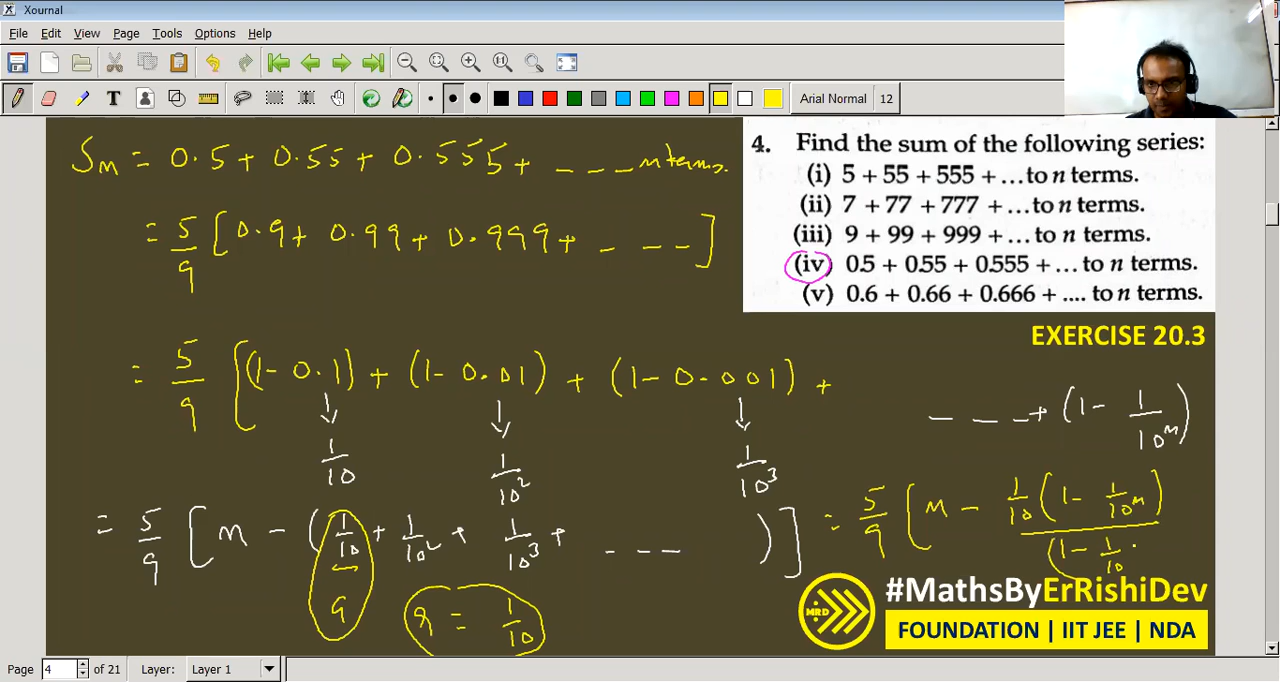 Xournal
File Edit View Page Tools Options Help
Arial Normal 12
Sn = 0.5 + 0.55 + 0.555 + _ _ _ n terms.
= 5/9 [0.9 + 0.99 + 0.999 + _ _ _ ]
= 5/9 [(1 - 0.1) + (1 - 0.01) + (1 - 0.001) +
_ _ _ + (1 - 1/10^n)
1/10 1/10^2 1/10^3
= 5/9 [n - (1/10 + 1/10^2 + 1/10^3 + _ _ _ )]
= 5/9 [n - 1/10 (1 - 1/10^n) / (1 - 1/10
a r = 1/10
4. Find the sum of the following series:
(i) 5 + 55 + 555 + ... to n terms.
(ii) 7 + 77 + 777 + ... to n terms.
(iii) 9 + 99 + 999 + ... to n terms.
(iv) 0.5 + 0.55 + 0.555 + ... to n terms.
(v) 0.6 + 0.66 + 0.666 + .... to n terms.
EXERCISE 20.3
MRD
#MathsByErRishiDev
FOUNDATION | IIT JEE | NDA
Page 4 of 21 Layer: Layer 1